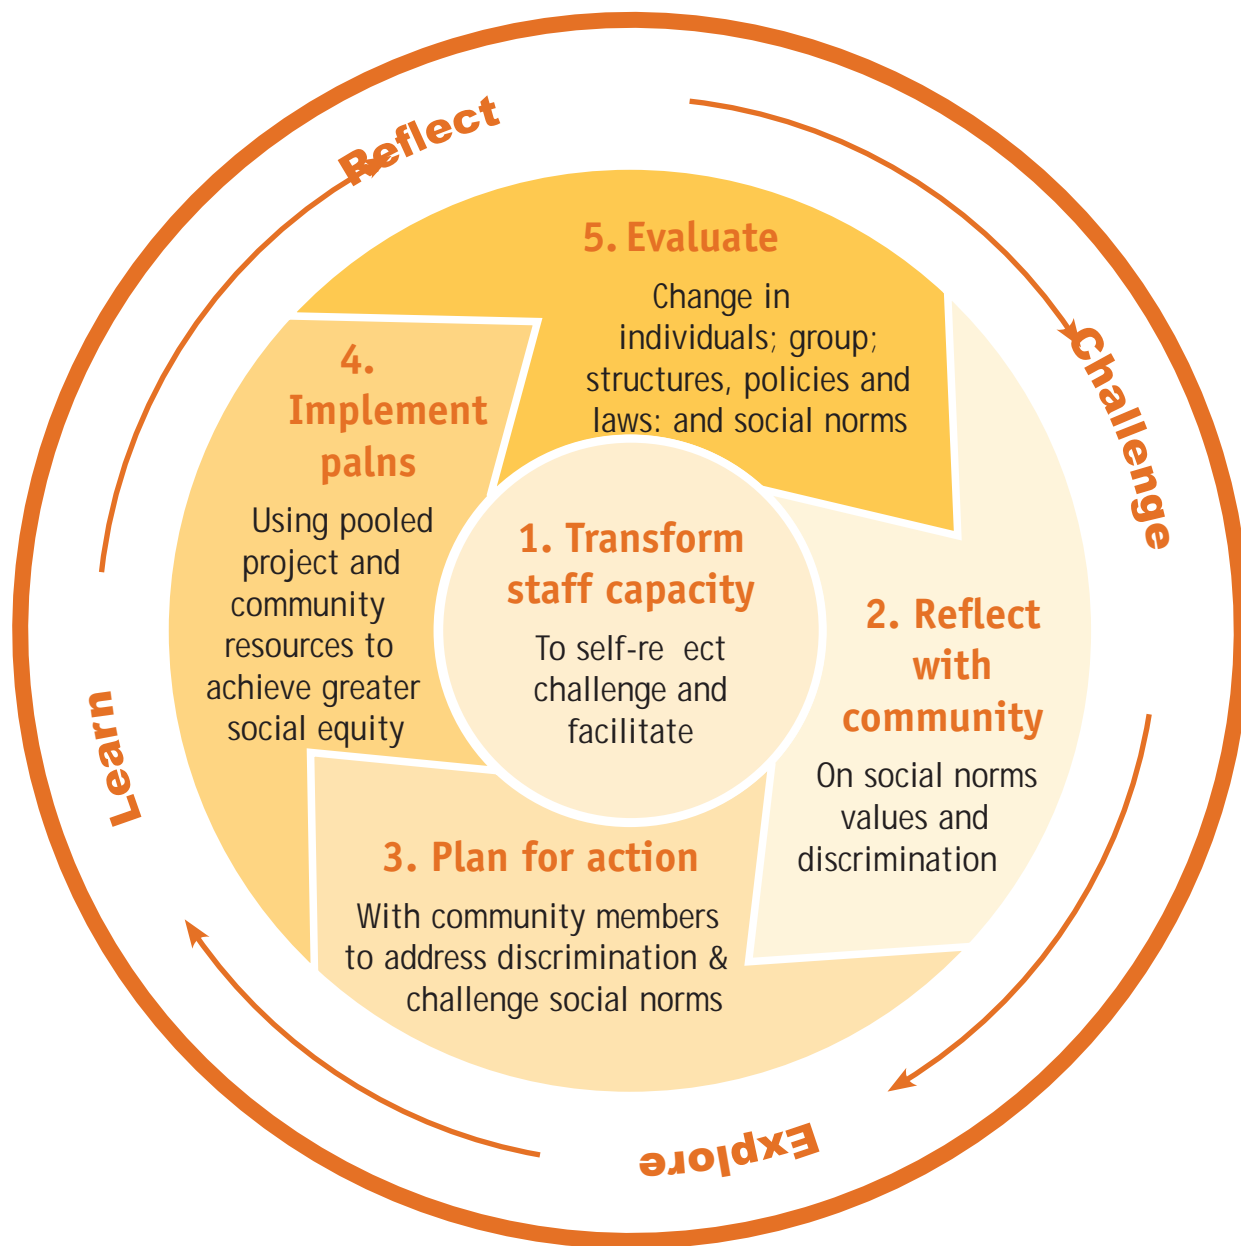 Reflect
Challenge
Explore
Learn
1. Transform
staff capacity
To self-re ect
challenge and
facilitate
2. Reflect
with
community
On social norms
values and
discrimination
3. Plan for action
With community members
to address discrimination &
challenge social norms
4.
Implement
palns
Using pooled
project and
community
resources to
achieve greater
social equity
5. Evaluate
Change in
individuals; group;
structures, policies and
laws: and social norms